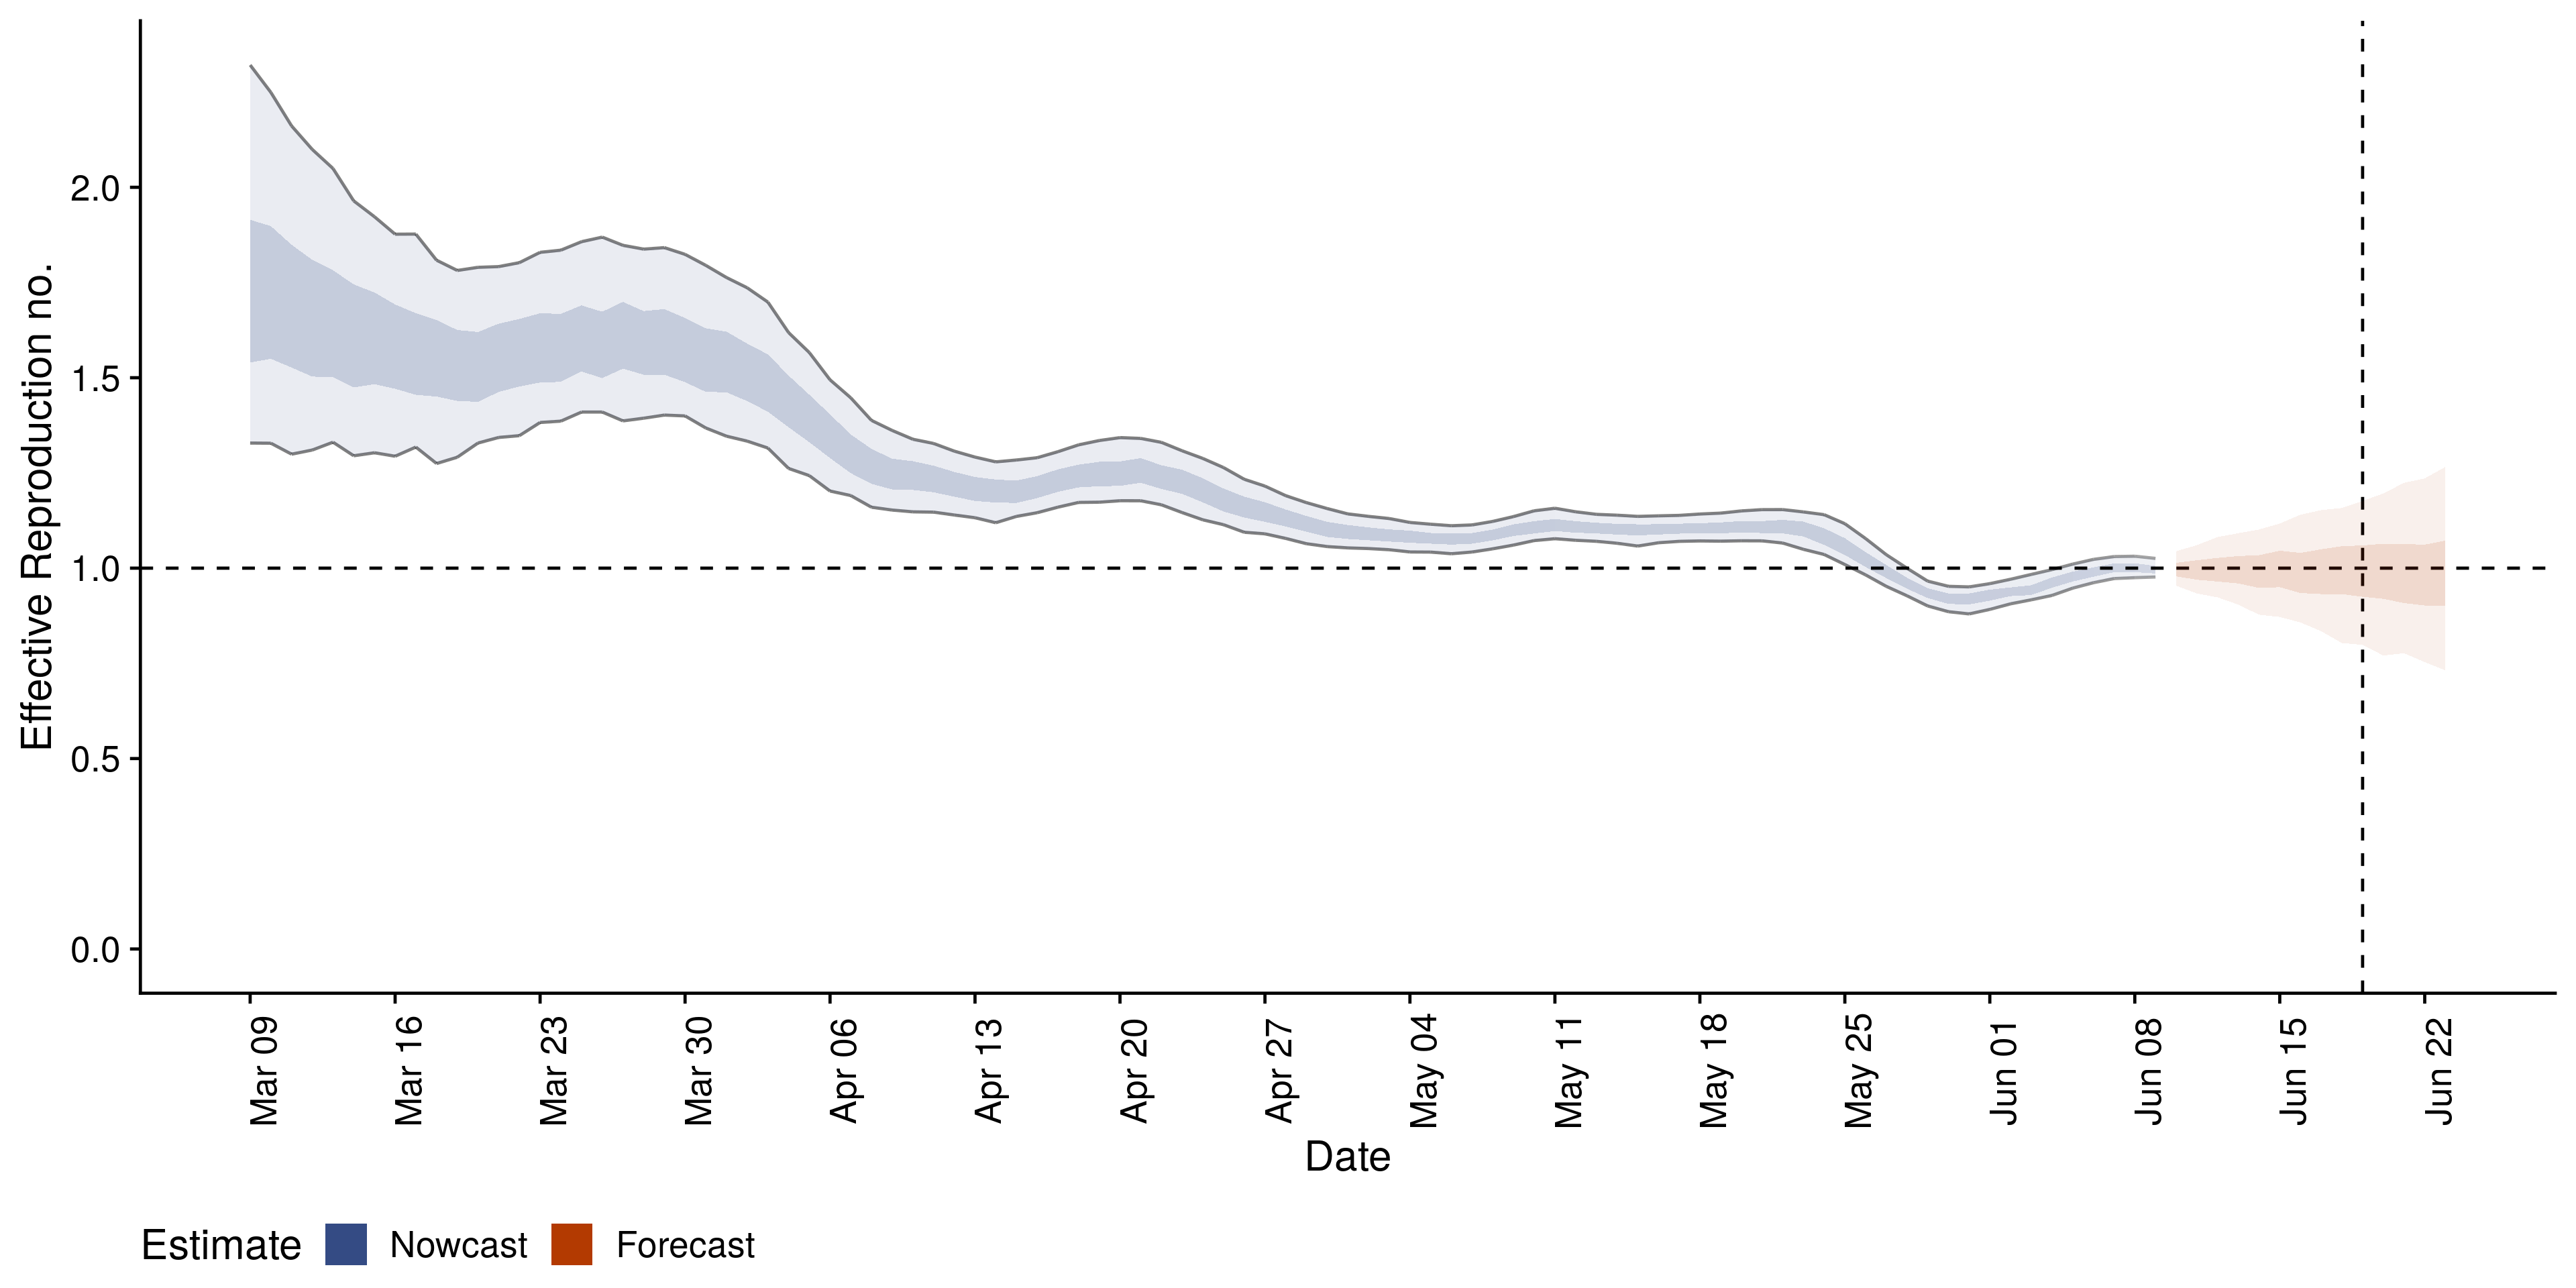 Effective Reproduction no.
2.0
1.5
1.0
0.5
0.0
Mar 09
Mar 16
Mar 23
Mar 30
Apr 06
Apr 13
Apr 20
Apr 27
May 04
May 11
May 18
May 25
Jun 01
Jun 08
Jun 15
Jun 22
Date
Estimate Nowcast Forecast